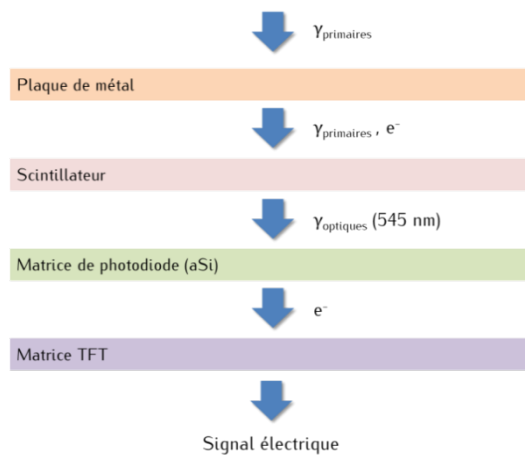 γprimaires
Plaque de métal
γprimaires , e⁻
Scintillateur
γoptiques (545 nm)
Matrice de photodiode (aSi)
e⁻
Matrice TFT
Signal électrique